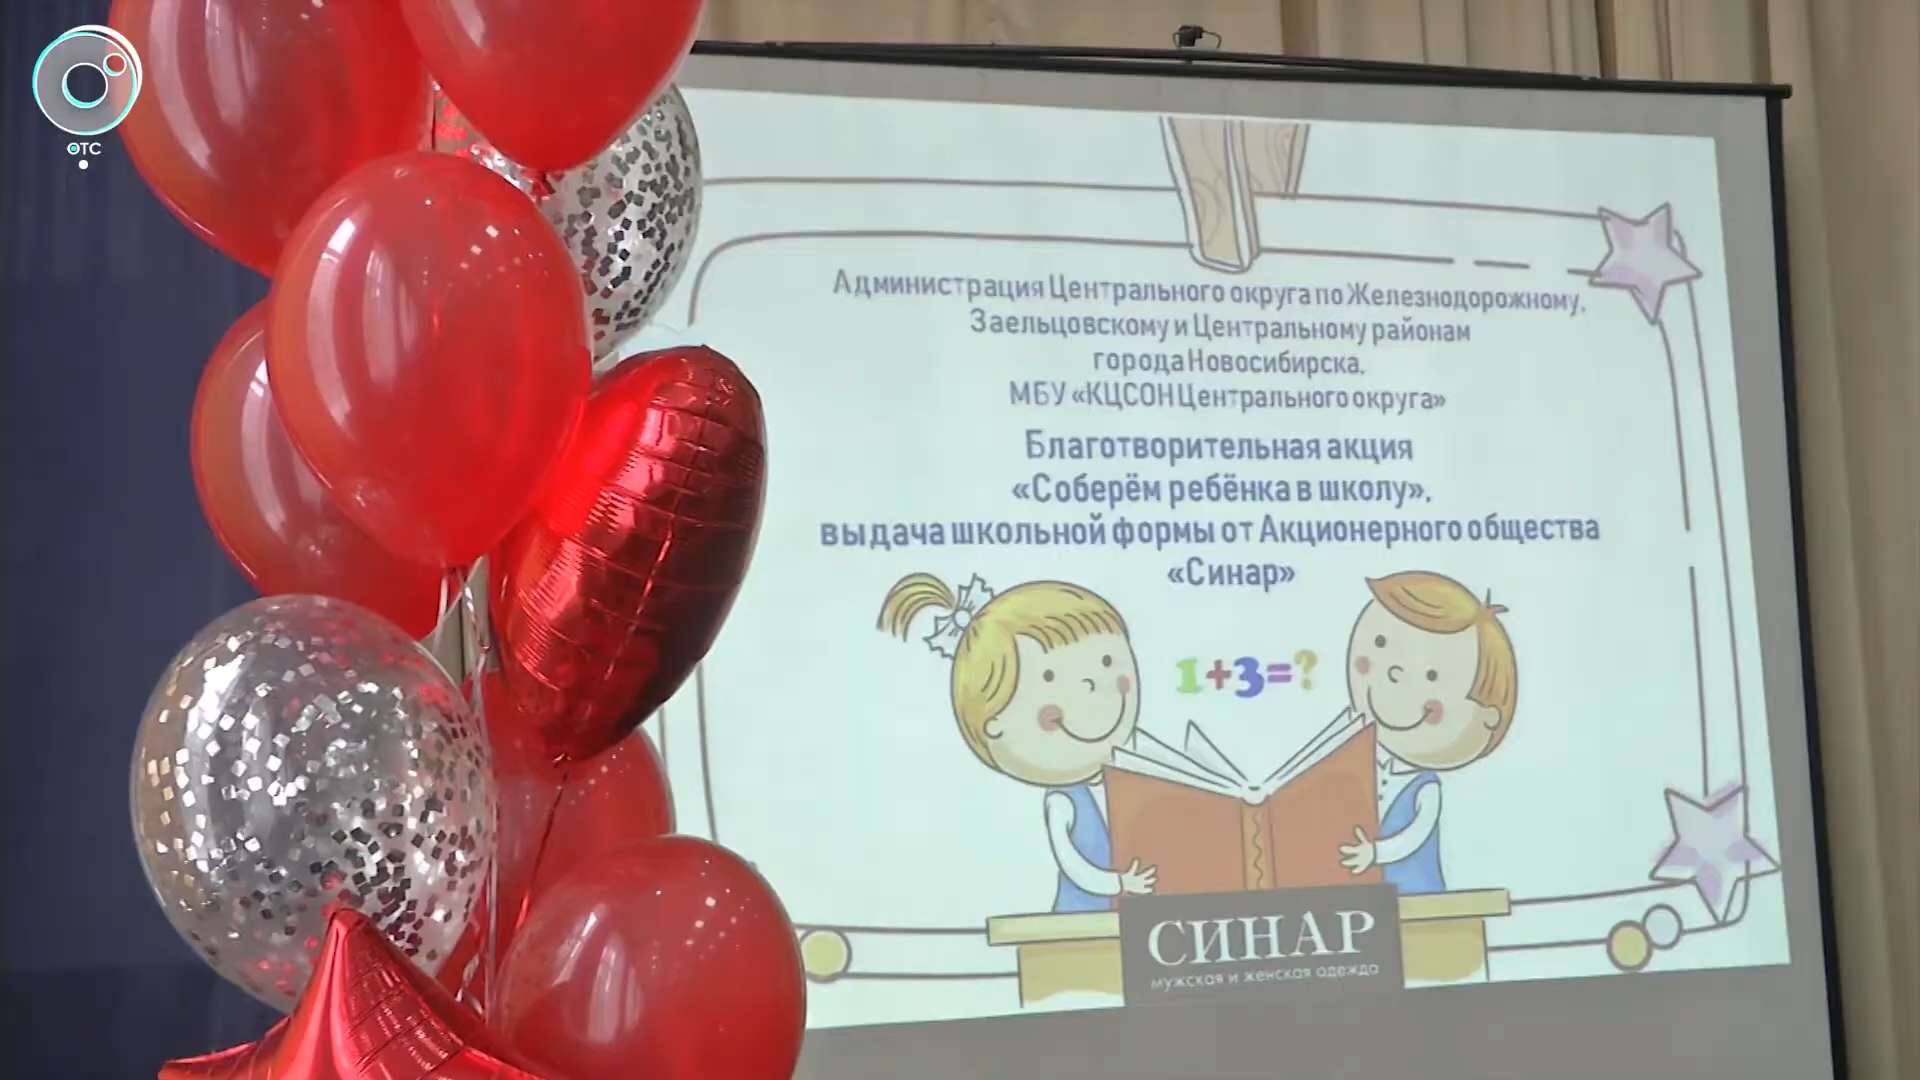 ОТС
Администрация Центрального округа по Железнодорожному,
Заельцовскому и Центральному районам
города Новосибирска,
МБУ «КЦСОН Центрального округа»
Благотворительная акция
«Соберём ребёнка в школу»,
выдача школьной формы от Акционерного общества
«Синар»
1+3=?
СИНАР
мужская и женская одежда